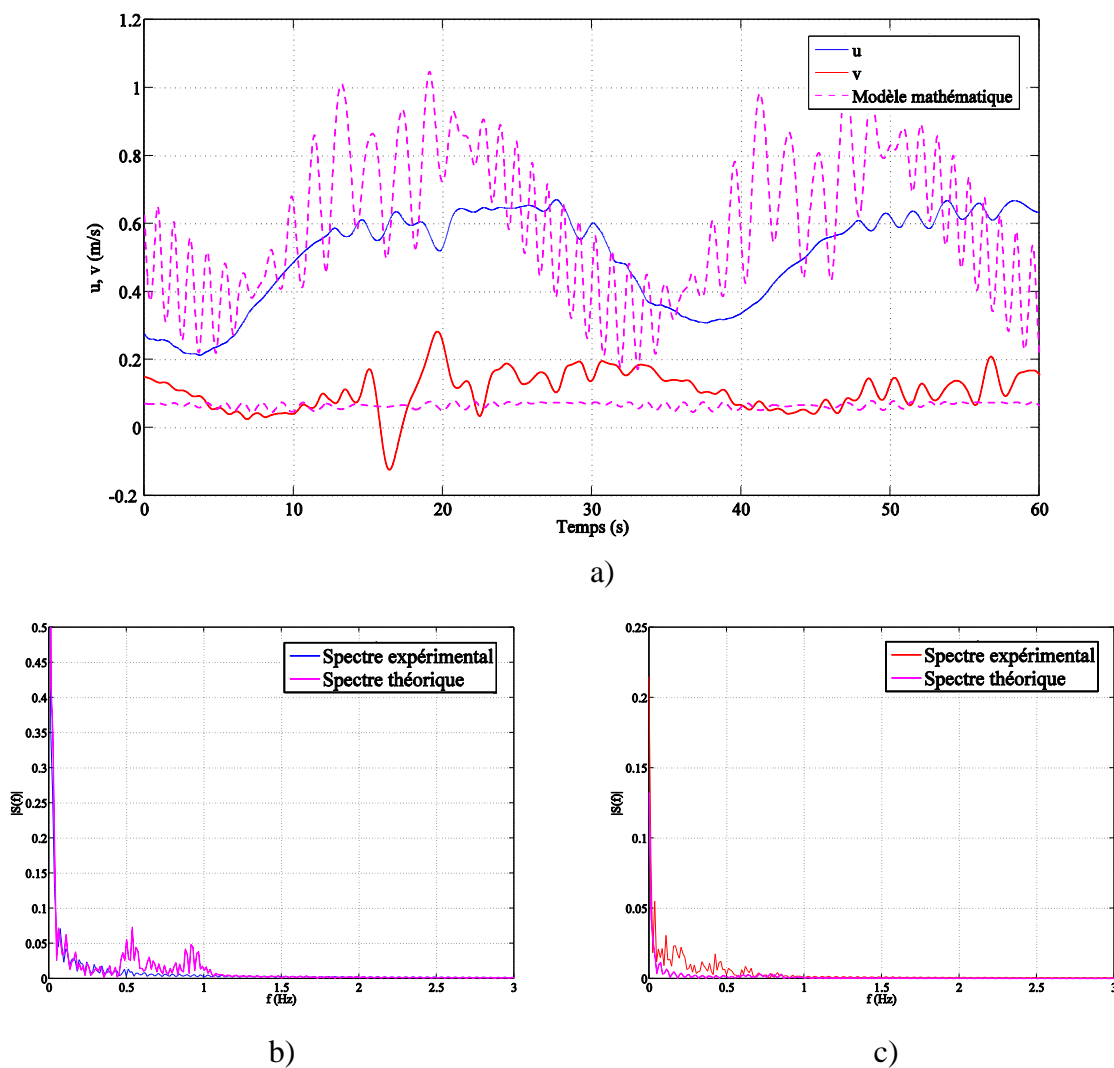 1.2
1
0.8
0.6
0.4
0.2
0
-0.2
u, v (m/s)
u
v
Modèle mathématique
0 10 20 30 40 50 60
Temps (s)
a)
0.5
0.45
0.4
0.35
0.3
0.25
0.2
0.15
0.1
0.05
0
|S(f)|
Spectre expérimental
Spectre théorique
0 0.5 1 1.5 2 2.5 3
f (Hz)
b)
0.25
0.2
0.15
0.1
0.05
0
|S(f)|
Spectre expérimental
Spectre théorique
0 0.5 1 1.5 2 2.5 3
f (Hz)
c)